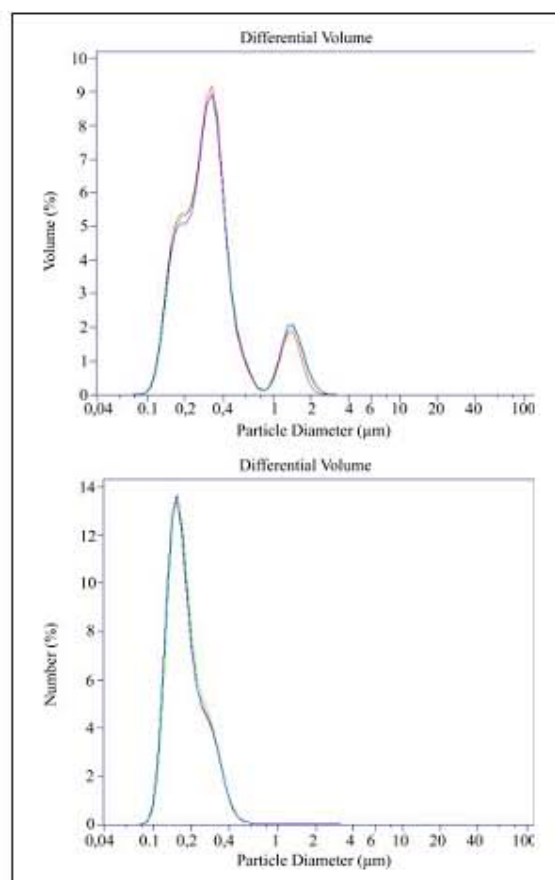 Differential Volume
10
9
8
7
6
5
4
3
2
1
0
Volume (%)
0,04 0.1 0,2 0,4 1 2 4 6 10 20 40 100
Particle Diameter (µm)
Differential Volume
14
12
10
8
6
4
2
0
Number (%)
0,04 0.1 0.2 0,4 1 2 4 6 10 20 40 100
Particle Diameter (µm)